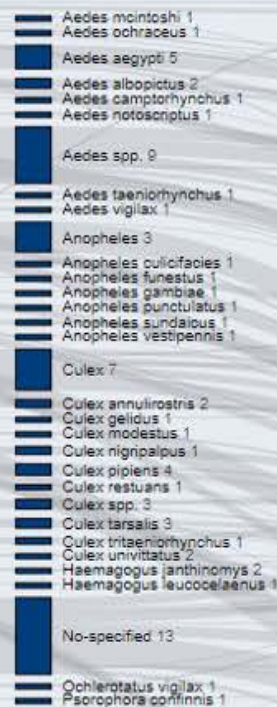 Aedes mcintoshi 1
Aedes ochraceus 1
Aedes aegypti 5
Aedes albopictus 2
Aedes camptorhynchus 1
Aedes notoscriptus 1
Aedes spp. 9
Aedes taeniorhynchus 1
Aedes vigilax 1
Anopheles 3
Anopheles culicifacies 1
Anopheles funestus 1
Anopheles gambiae 1
Anopheles punctulatus 1
Anopheles sundaicus 1
Anopheles vestipennis 1
Culex 7
Culex annulirostris 2
Culex gelidus 1
Culex modestus 1
Culex nigripalpus 1
Culex pipiens 4
Culex restuans 1
Culex spp. 3
Culex tarsalis 3
Culex tritaeniorhynchus 1
Culex univittatus 2
Haemagogus janthinomys 2
Haemagogus leucocelaenus 1
No-specified 13
Ochlerotatus vigilax 1
Psorophora confinnis 1